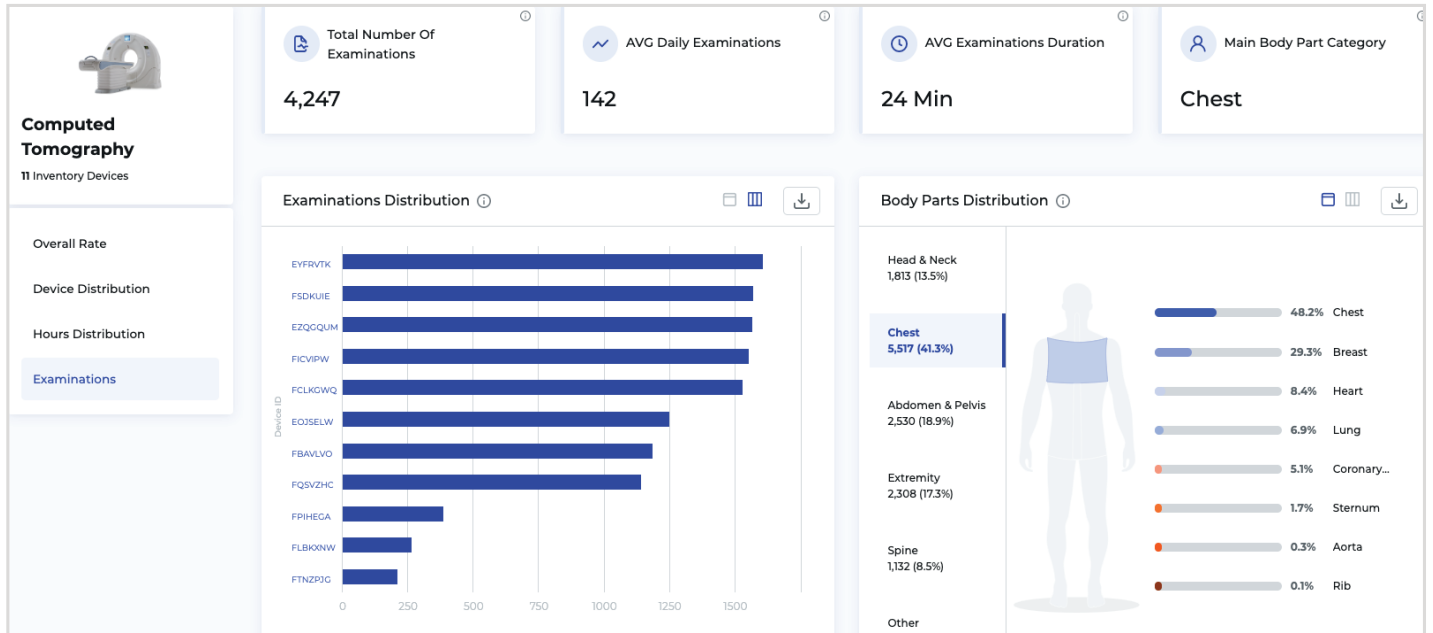 Computed
Tomography
11 Inventory Devices
Overall Rate
Device Distribution
Hours Distribution
Examinations
Total Number Of
Examinations
4,247
AVG Daily Examinations
142
AVG Examinations Duration
24 Min
Main Body Part Category
Chest
Examinations Distribution
Device ID
EYFRVTK
FSDKUIE
EZQGQUM
FICVIPW
FCLKGWQ
EOJSELW
FBAVLVO
FQSVZHC
FPIHEGA
FLBKXNW
FTNZPJG
0 250 500 750 1000 1250 1500
Body Parts Distribution
Head & Neck
1,813 (13.5%)
Chest
5,517 (41.3%)
Abdomen & Pelvis
2,530 (18.9%)
Extremity
2,308 (17.3%)
Spine
1,132 (8.5%)
Other
48.2% Chest
29.3% Breast
8.4% Heart
6.9% Lung
5.1% Coronary...
1.7% Sternum
0.3% Aorta
0.1% Rib